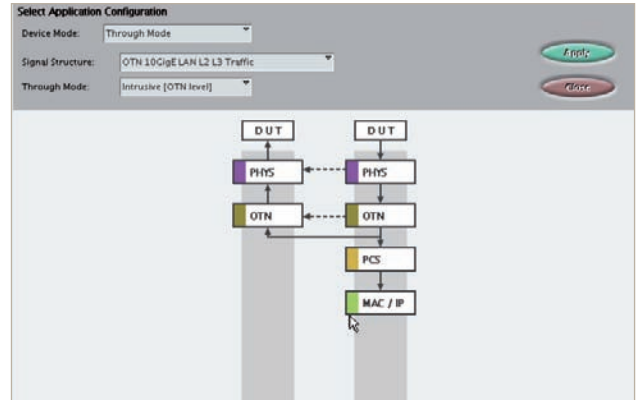 Select Application Configuration
Device Mode: Through Mode
Signal Structure: OTN 10GigE LAN L2 L3 Traffic
Through Mode: Intrusive [OTN level]
Apply
Close
DUT DUT
PHYS PHYS
OTN OTN
PCS
MAC / IP